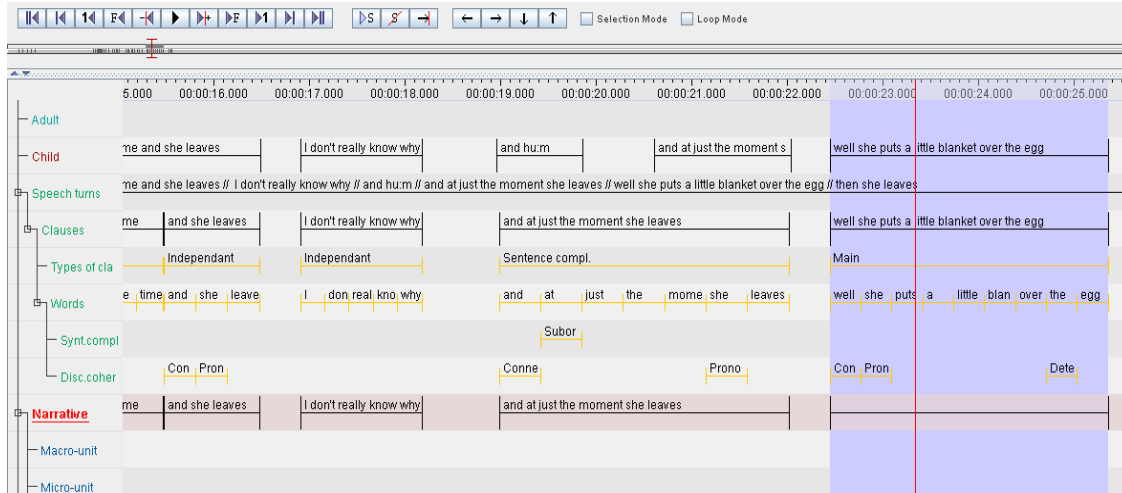 1 F + F 1 S S Selection Mode Loop Mode
5.000 00:00:16.000 00:00:17.000 00:00:18.000 00:00:19.000 00:00:20.000 00:00:21.000 00:00:22.000 00:00:23.000 00:00:24.000 00:00:25.000
Adult
Child me and she leaves I don't really know why and hu:m and at just the moment s well she puts a little blanket over the egg
Speech turns me and she leaves // I don't really know why // and hu:m // and at just the moment she leaves // well she puts a little blanket over the egg // then she leaves
Clauses me and she leaves I don't really know why and at just the moment she leaves well she puts a little blanket over the egg
Types of cla Independant Independant Sentence compl. Main
Words e time and she leave I don real kno why and at just the mome she leaves well she puts a little blan over the egg
Synt.compl Subor
Disc.coher Con Pron Conne Prono Con Pron Dete
Narrative me and she leaves I don't really know why and at just the moment she leaves
Macro-unit
Micro-unit